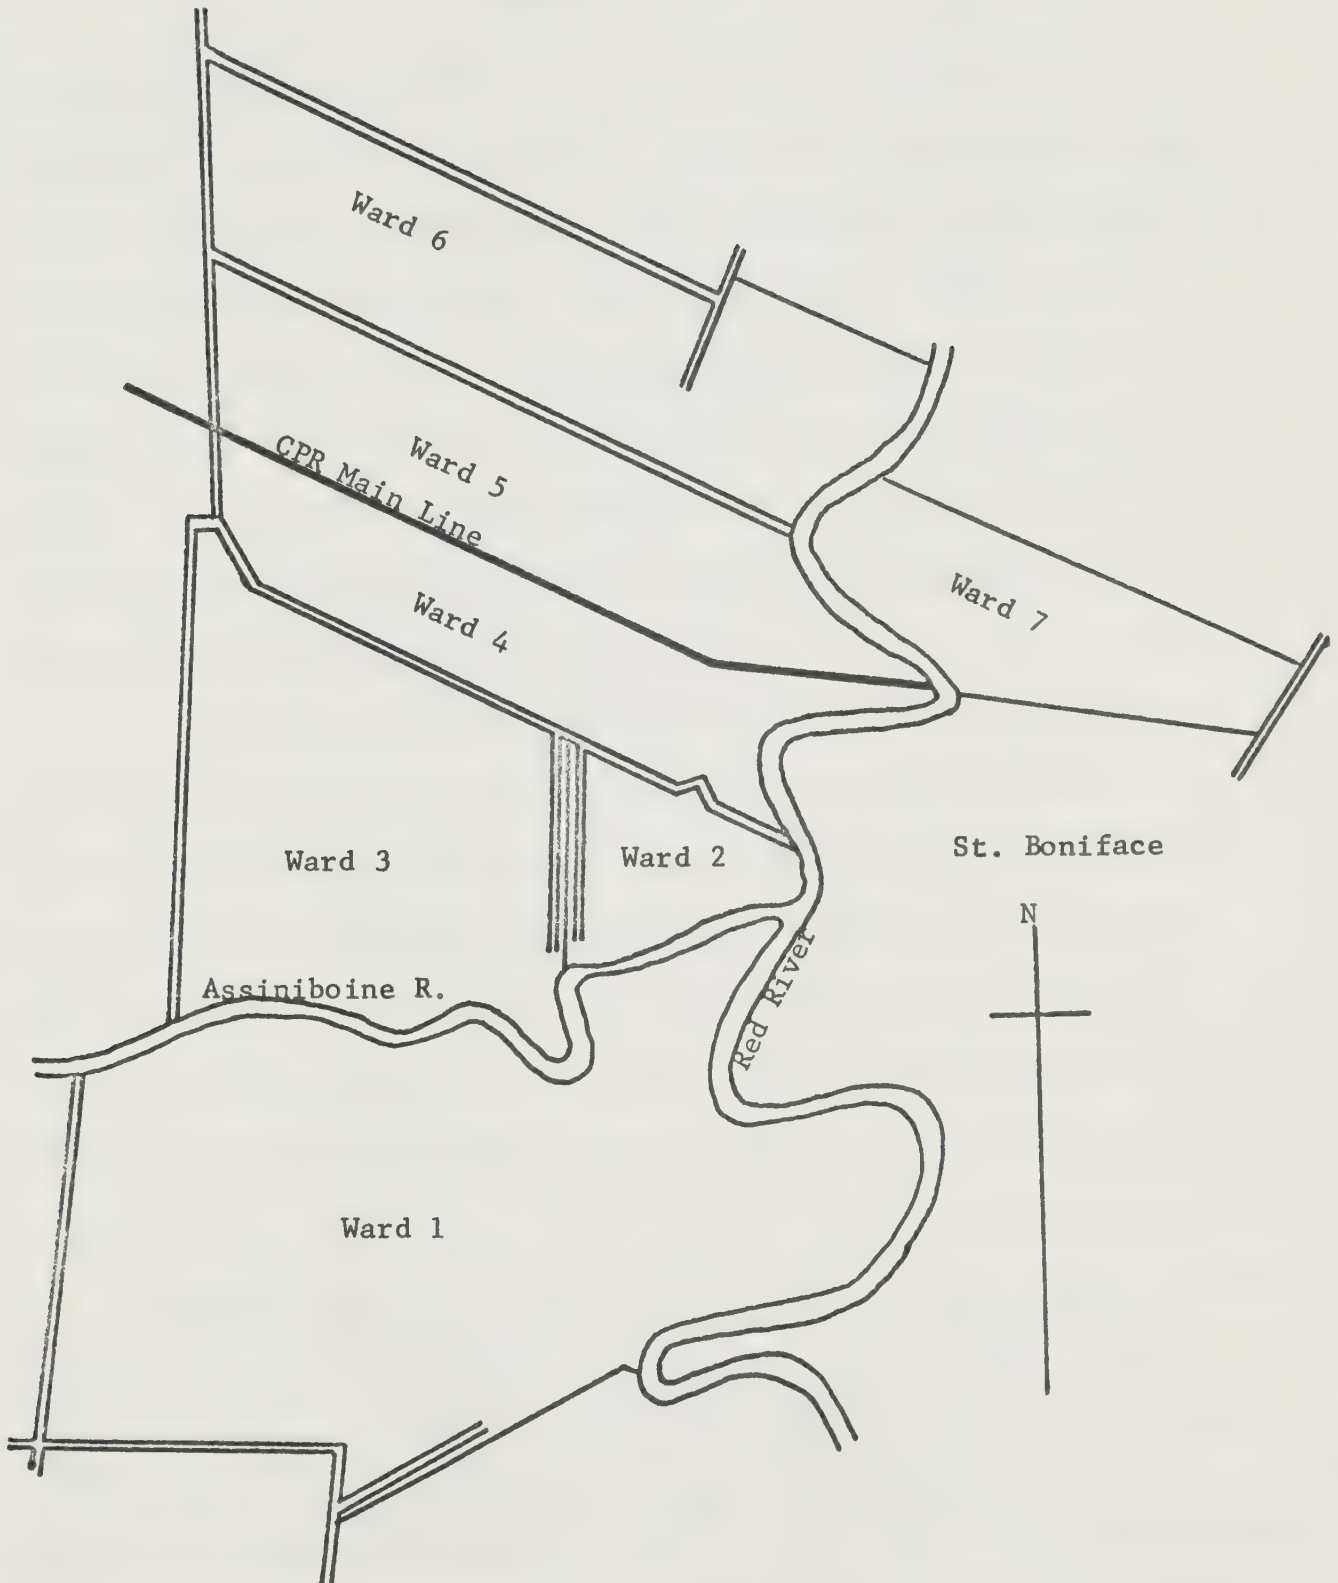 Ward 6
Ward 5
CPR Main Line
Ward 7
Ward 4
Ward 3
Ward 2
St. Boniface
N
Assiniboine R.
Red River
Ward 1